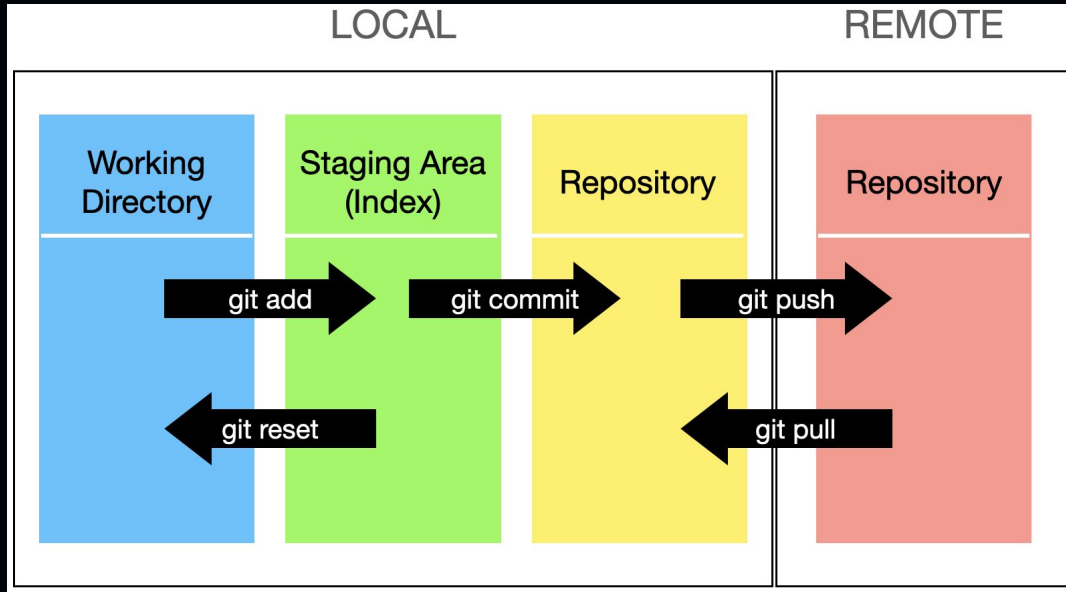 LOCAL
REMOTE
Working
Directory
Staging Area
(Index)
Repository
Repository
git add
git commit
git push
git reset
git pull